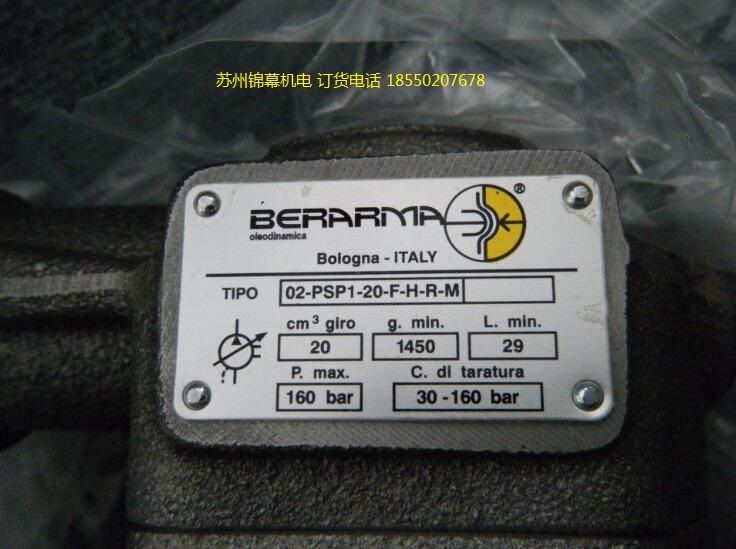 苏州锦幕机电 订货电话 18550207678
BERARMA ®
oleodinamica
Bologna - ITALY
TIPO 02-PSP1-20-F-H-R-M
cm³ giro g. min. L. min.
20 1450 29
P. max. C. di taratura
160 bar 30-160 bar